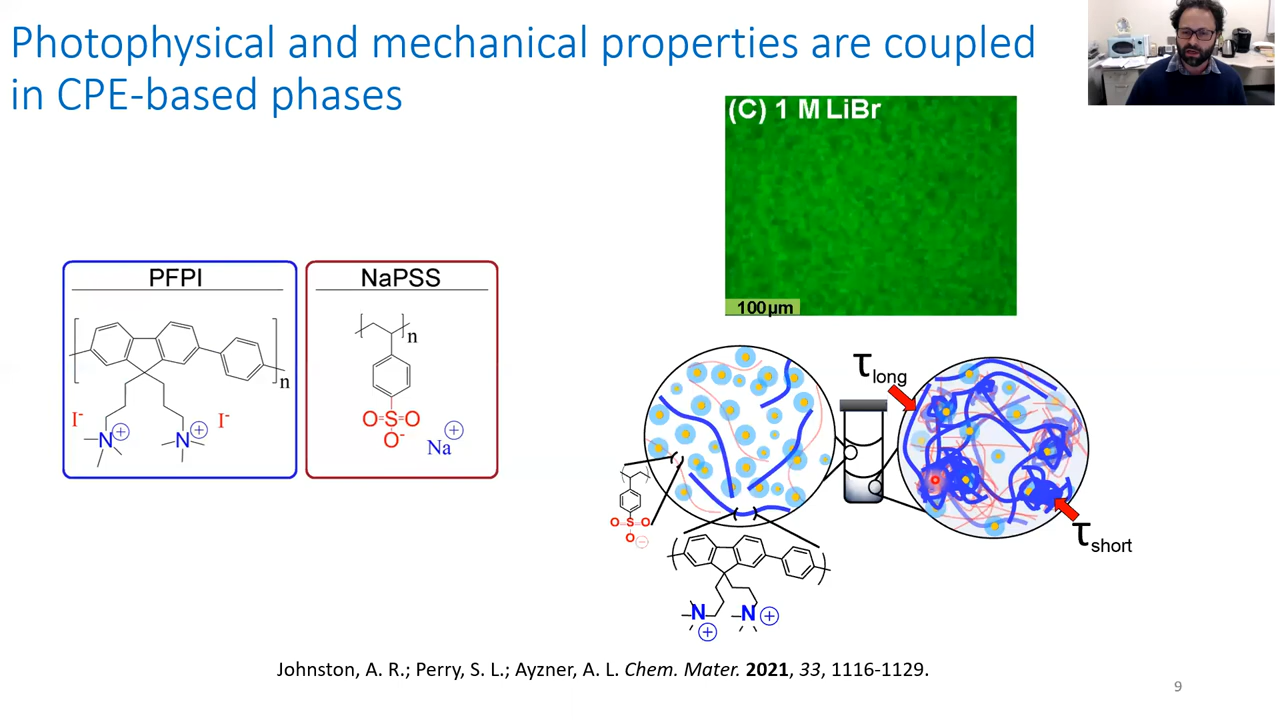 Photophysical and mechanical properties are coupled
in CPE-based phases
(C) 1 M LiBr
100µm
PFPI
n
I-
I-
N+
N+
NaPSS
n
O=S=O
O-
Na+
τlong
τshort
O S O
O
-
N
N +
+
Johnston, A. R.; Perry, S. L.; Ayzner, A. L. Chem. Mater. 2021, 33, 1116-1129.
9